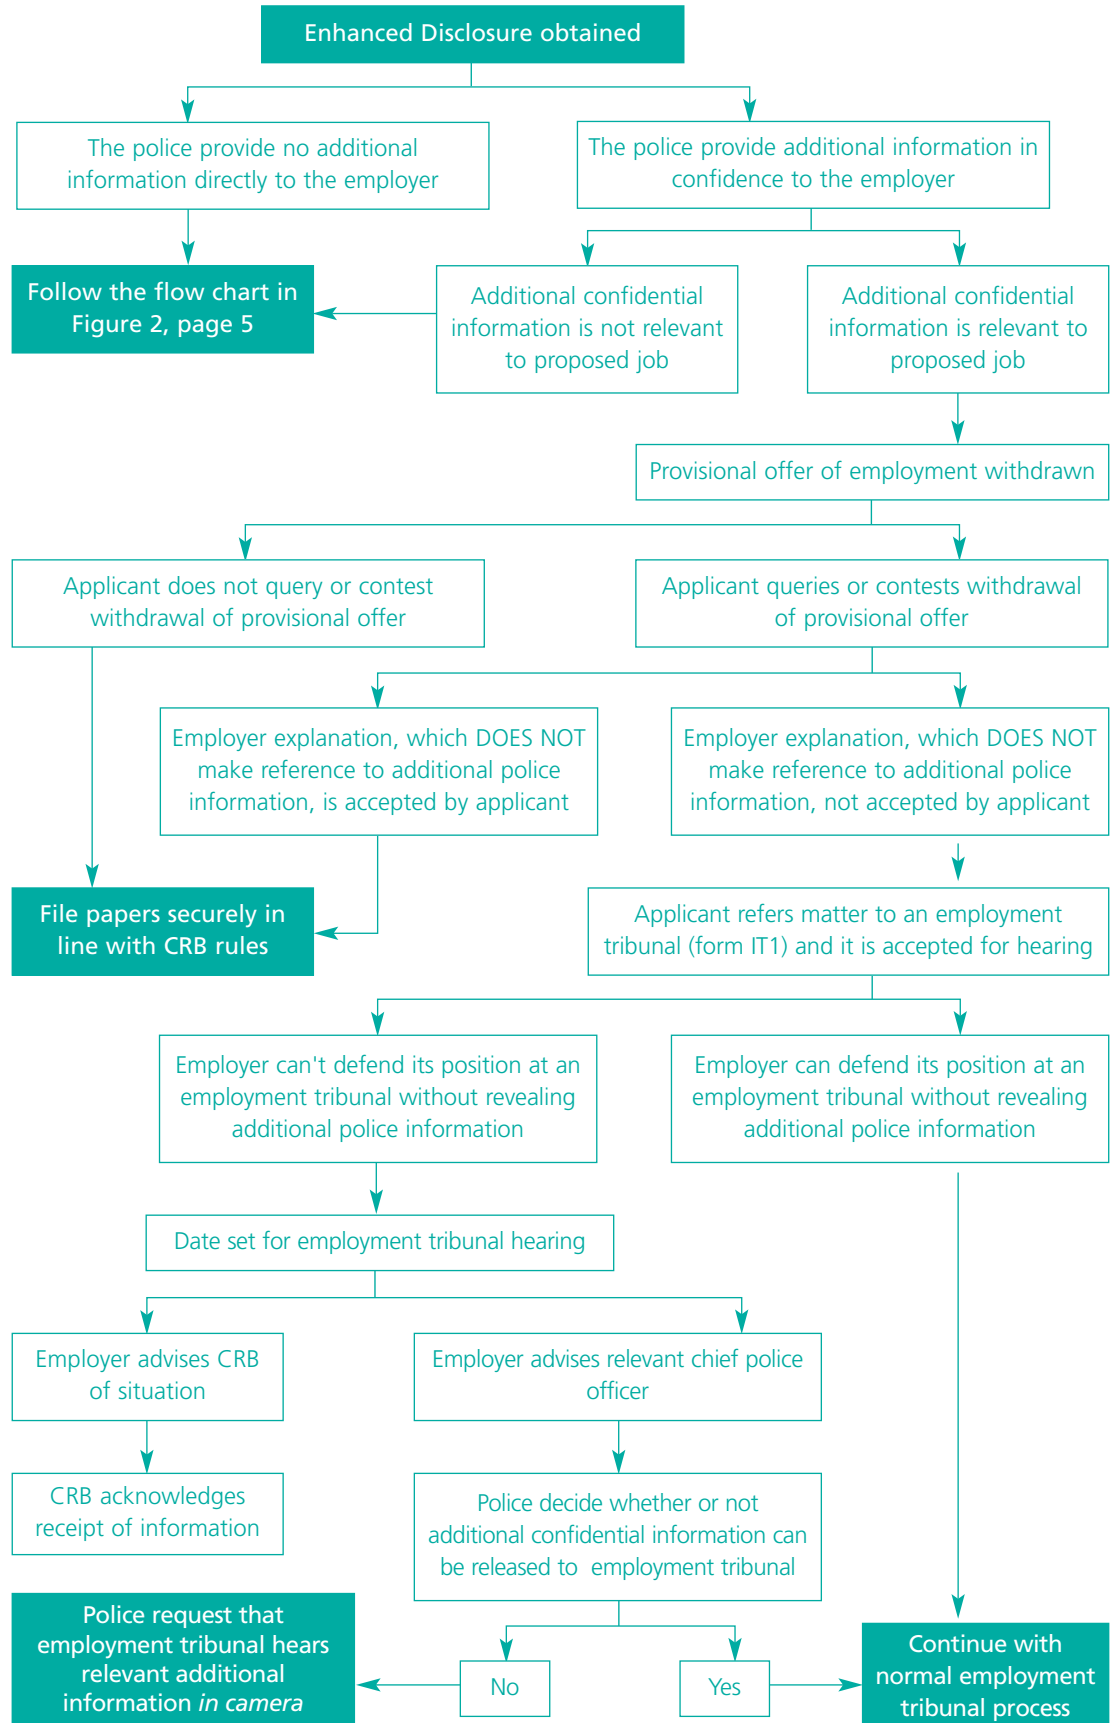 Enhanced Disclosure obtained
The police provide no additional
information directly to the employer
The police provide additional information in
confidence to the employer
Follow the flow chart in
Figure 2, page 5
Additional confidential
information is not relevant
to proposed job
Additional confidential
information is relevant to
proposed job
Provisional offer of employment withdrawn
Applicant does not query or contest
withdrawal of provisional offer
Applicant queries or contests withdrawal
of provisional offer
Employer explanation, which DOES NOT
make reference to additional police
information, is accepted by applicant
Employer explanation, which DOES NOT
make reference to additional police
information, not accepted by applicant
File papers securely in
line with CRB rules
Applicant refers matter to an employment
tribunal (form IT1) and it is accepted for hearing
Employer can't defend its position at an
employment tribunal without revealing
additional police information
Employer can defend its position at an
employment tribunal without revealing
additional police information
Date set for employment tribunal hearing
Employer advises CRB
of situation
Employer advises relevant chief police
officer
CRB acknowledges
receipt of information
Police decide whether or not
additional confidential information can
be released to employment tribunal
Police request that
employment tribunal hears
relevant additional
information in camera
No
Yes
Continue with
normal employment
tribunal process